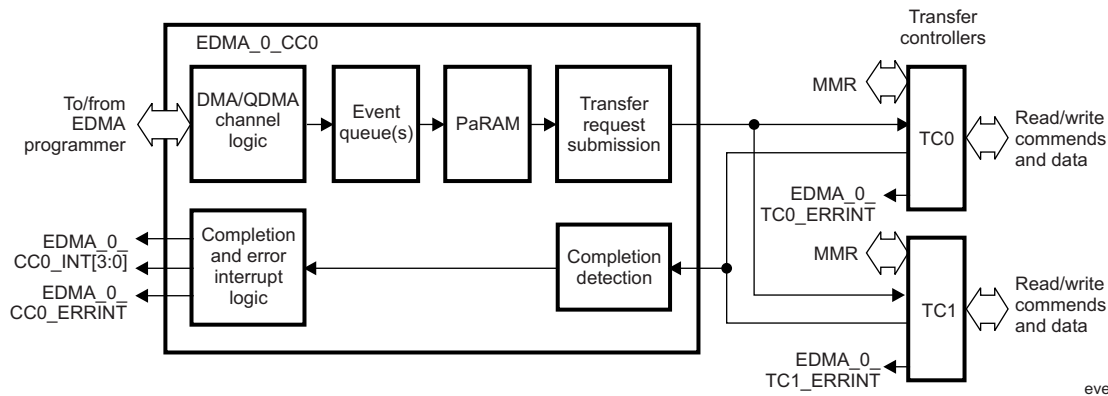 Transfer
controllers
EDMA_0_CC0
MMR
To/from
EDMA
programmer
DMA/QDMA
channel
logic
Event
queue(s)
PaRAM
Transfer
request
submission
TC0
Read/write
commends
and data
EDMA_0_
TC0_ERRINT
EDMA_0_
CC0_INT[3:0]
EDMA_0_
CC0_ERRINT
Completion
and error
interrupt
logic
Completion
detection
MMR
TC1
Read/write
commends
and data
EDMA_0_
TC1_ERRINT
eve